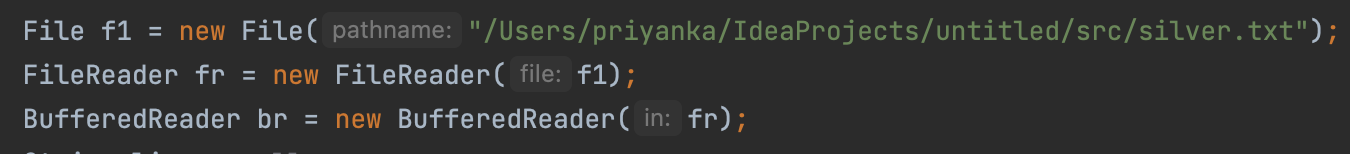 File f1 = new File( pathname: "/Users/priyanka/IdeaProjects/untitled/src/silver.txt");
FileReader fr = new FileReader( file: f1);
BufferedReader br = new BufferedReader( in: fr);